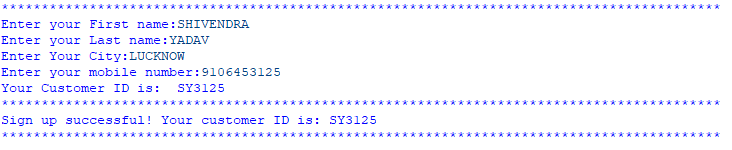 ******************************************************************************************
Enter your First name:SHIVENDRA
Enter your Last name:YADAV
Enter Your City:LUCKNOW
Enter your mobile number:9106453125
Your Customer ID is:  SY3125
******************************************************************************************
Sign up successful! Your customer ID is: SY3125
******************************************************************************************